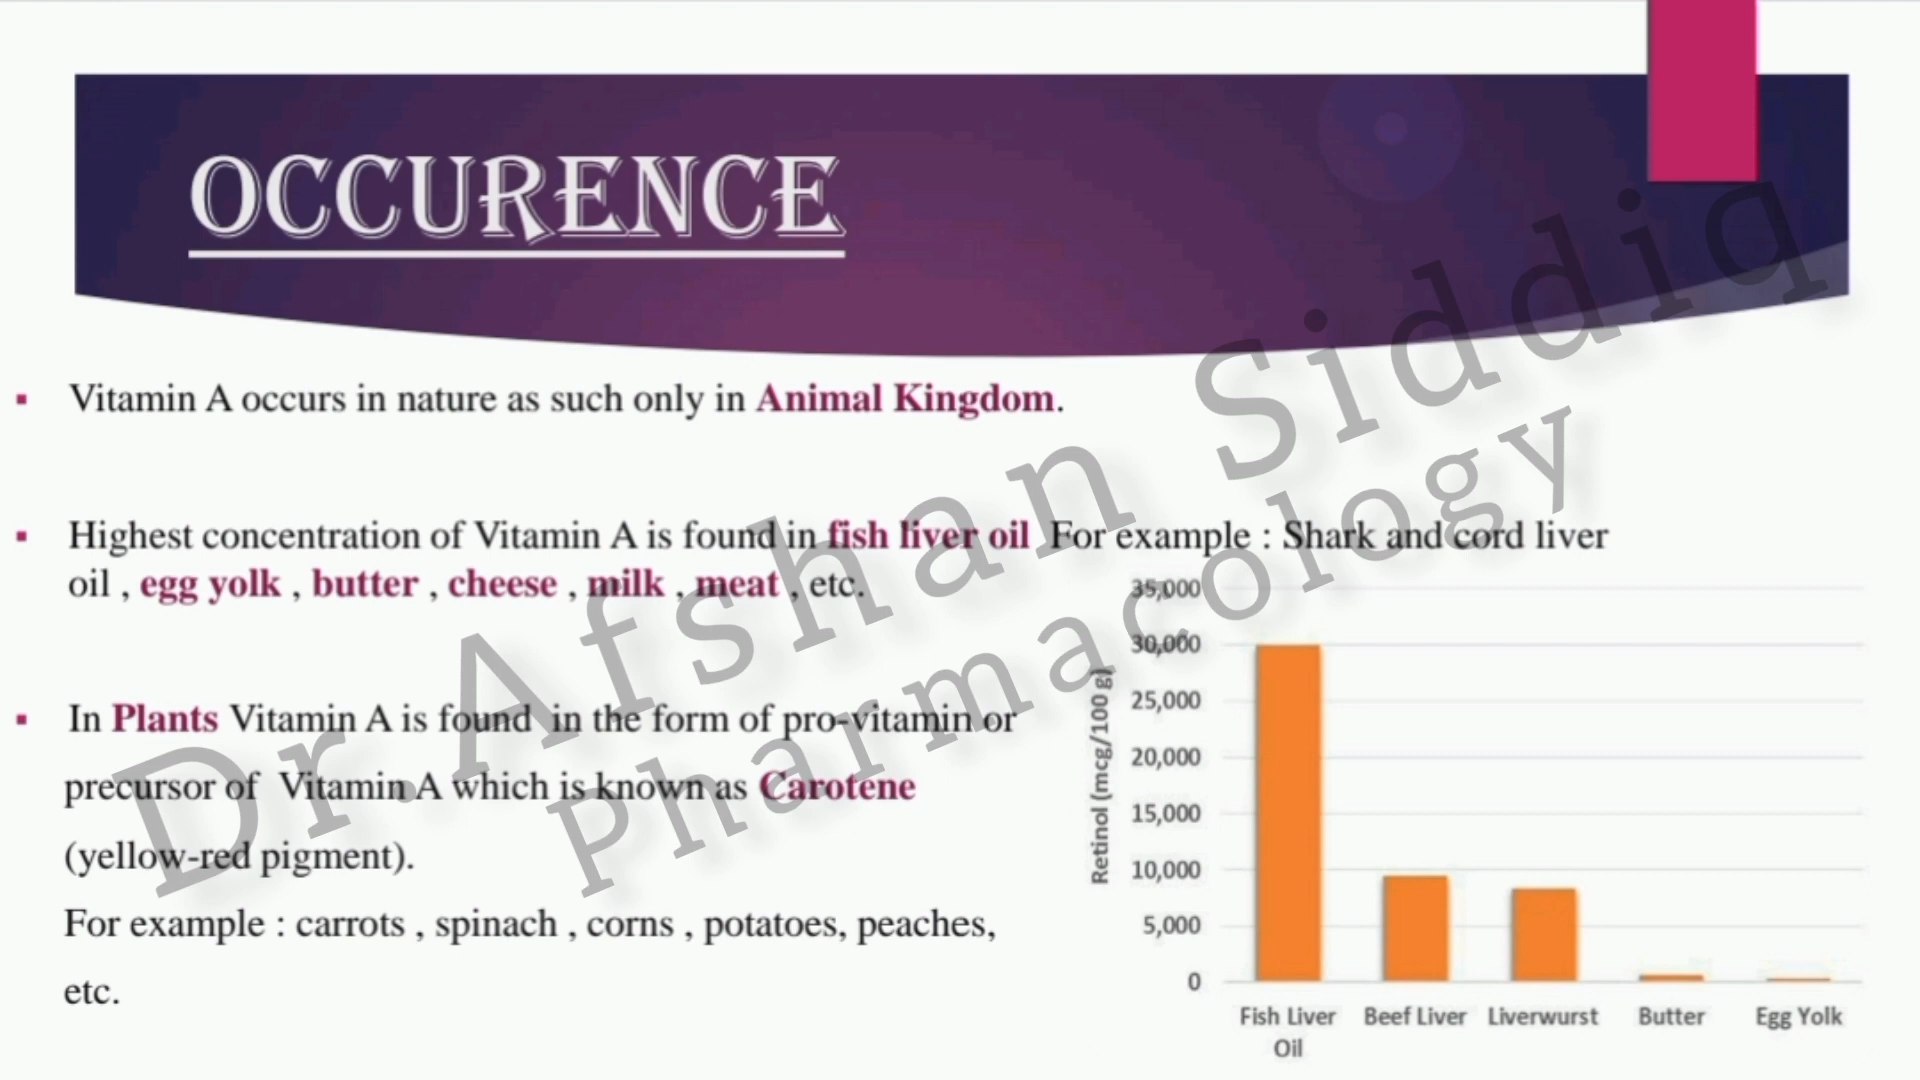 OCCURENCE
▪ Vitamin A occurs in nature as such only in Animal Kingdom.
▪ Highest concentration of Vitamin A is found in fish liver oil For example : Shark and cord liver
oil , egg yolk , butter , cheese , milk , meat , etc.
▪ In Plants Vitamin A is found in the form of pro-vitamin or
precursor of Vitamin A which is known as Carotene
(yellow-red pigment).
For example : carrots , spinach , corns , potatoes, peaches,
etc.
Retinol (mcg/100 g)
35,000
30,000
25,000
20,000
15,000
10,000
5,000
0
Fish Liver Oil
Beef Liver
Liverwurst
Butter
Egg Yolk
Dr.Afshan Siddiq
Pharmacology